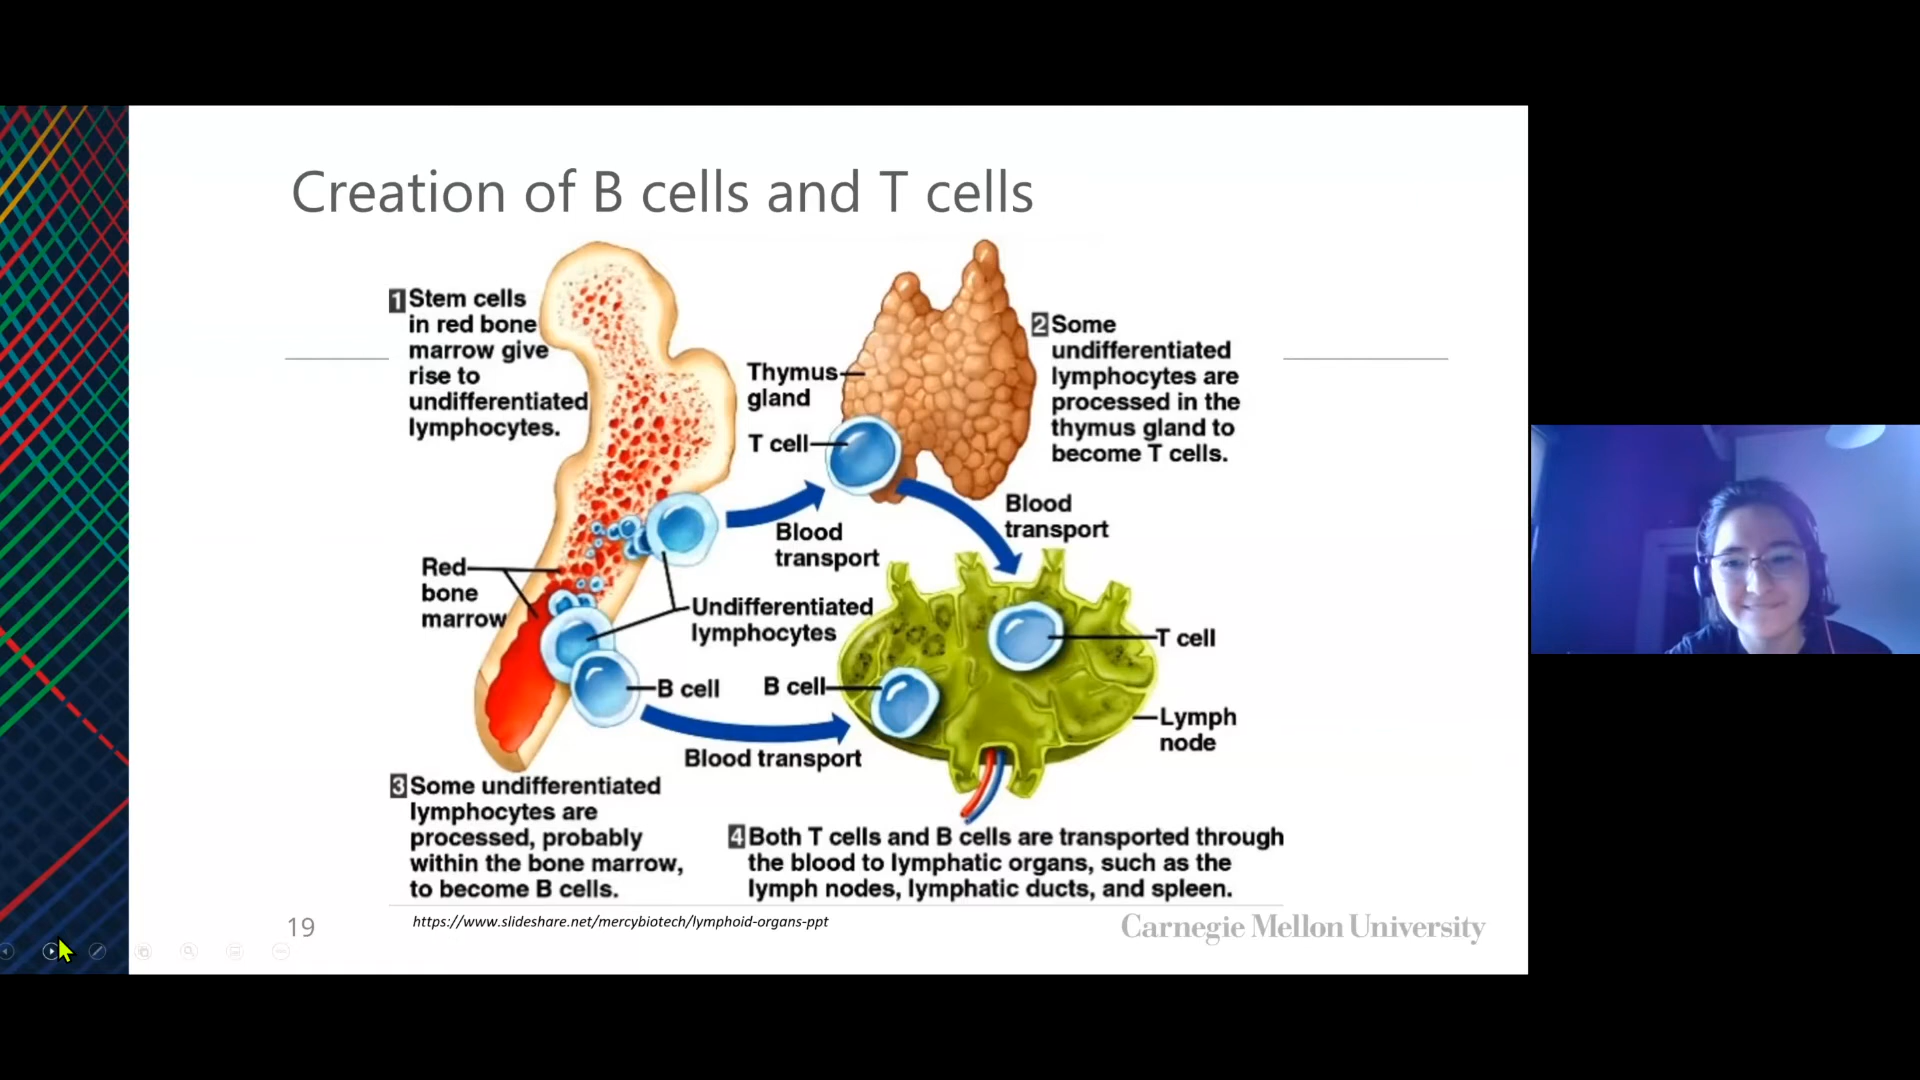 Creation of B cells and T cells
1 Stem cells
in red bone
marrow give
rise to
undifferentiated
lymphocytes.
Thymus
gland
T cell
2 Some
undifferentiated
lymphocytes are
processed in the
thymus gland to
become T cells.
Blood
transport
Blood
transport
Red
bone
marrow
Undifferentiated
lymphocytes
T cell
B cell
B cell
Lymph
node
Blood transport
3 Some undifferentiated
lymphocytes are
processed, probably
within the bone marrow,
to become B cells.
4 Both T cells and B cells are transported through
the blood to lymphatic organs, such as the
lymph nodes, lymphatic ducts, and spleen.
19
https://www.slideshare.net/mercybiotech/lymphoid-organs-ppt
Carnegie Mellon University